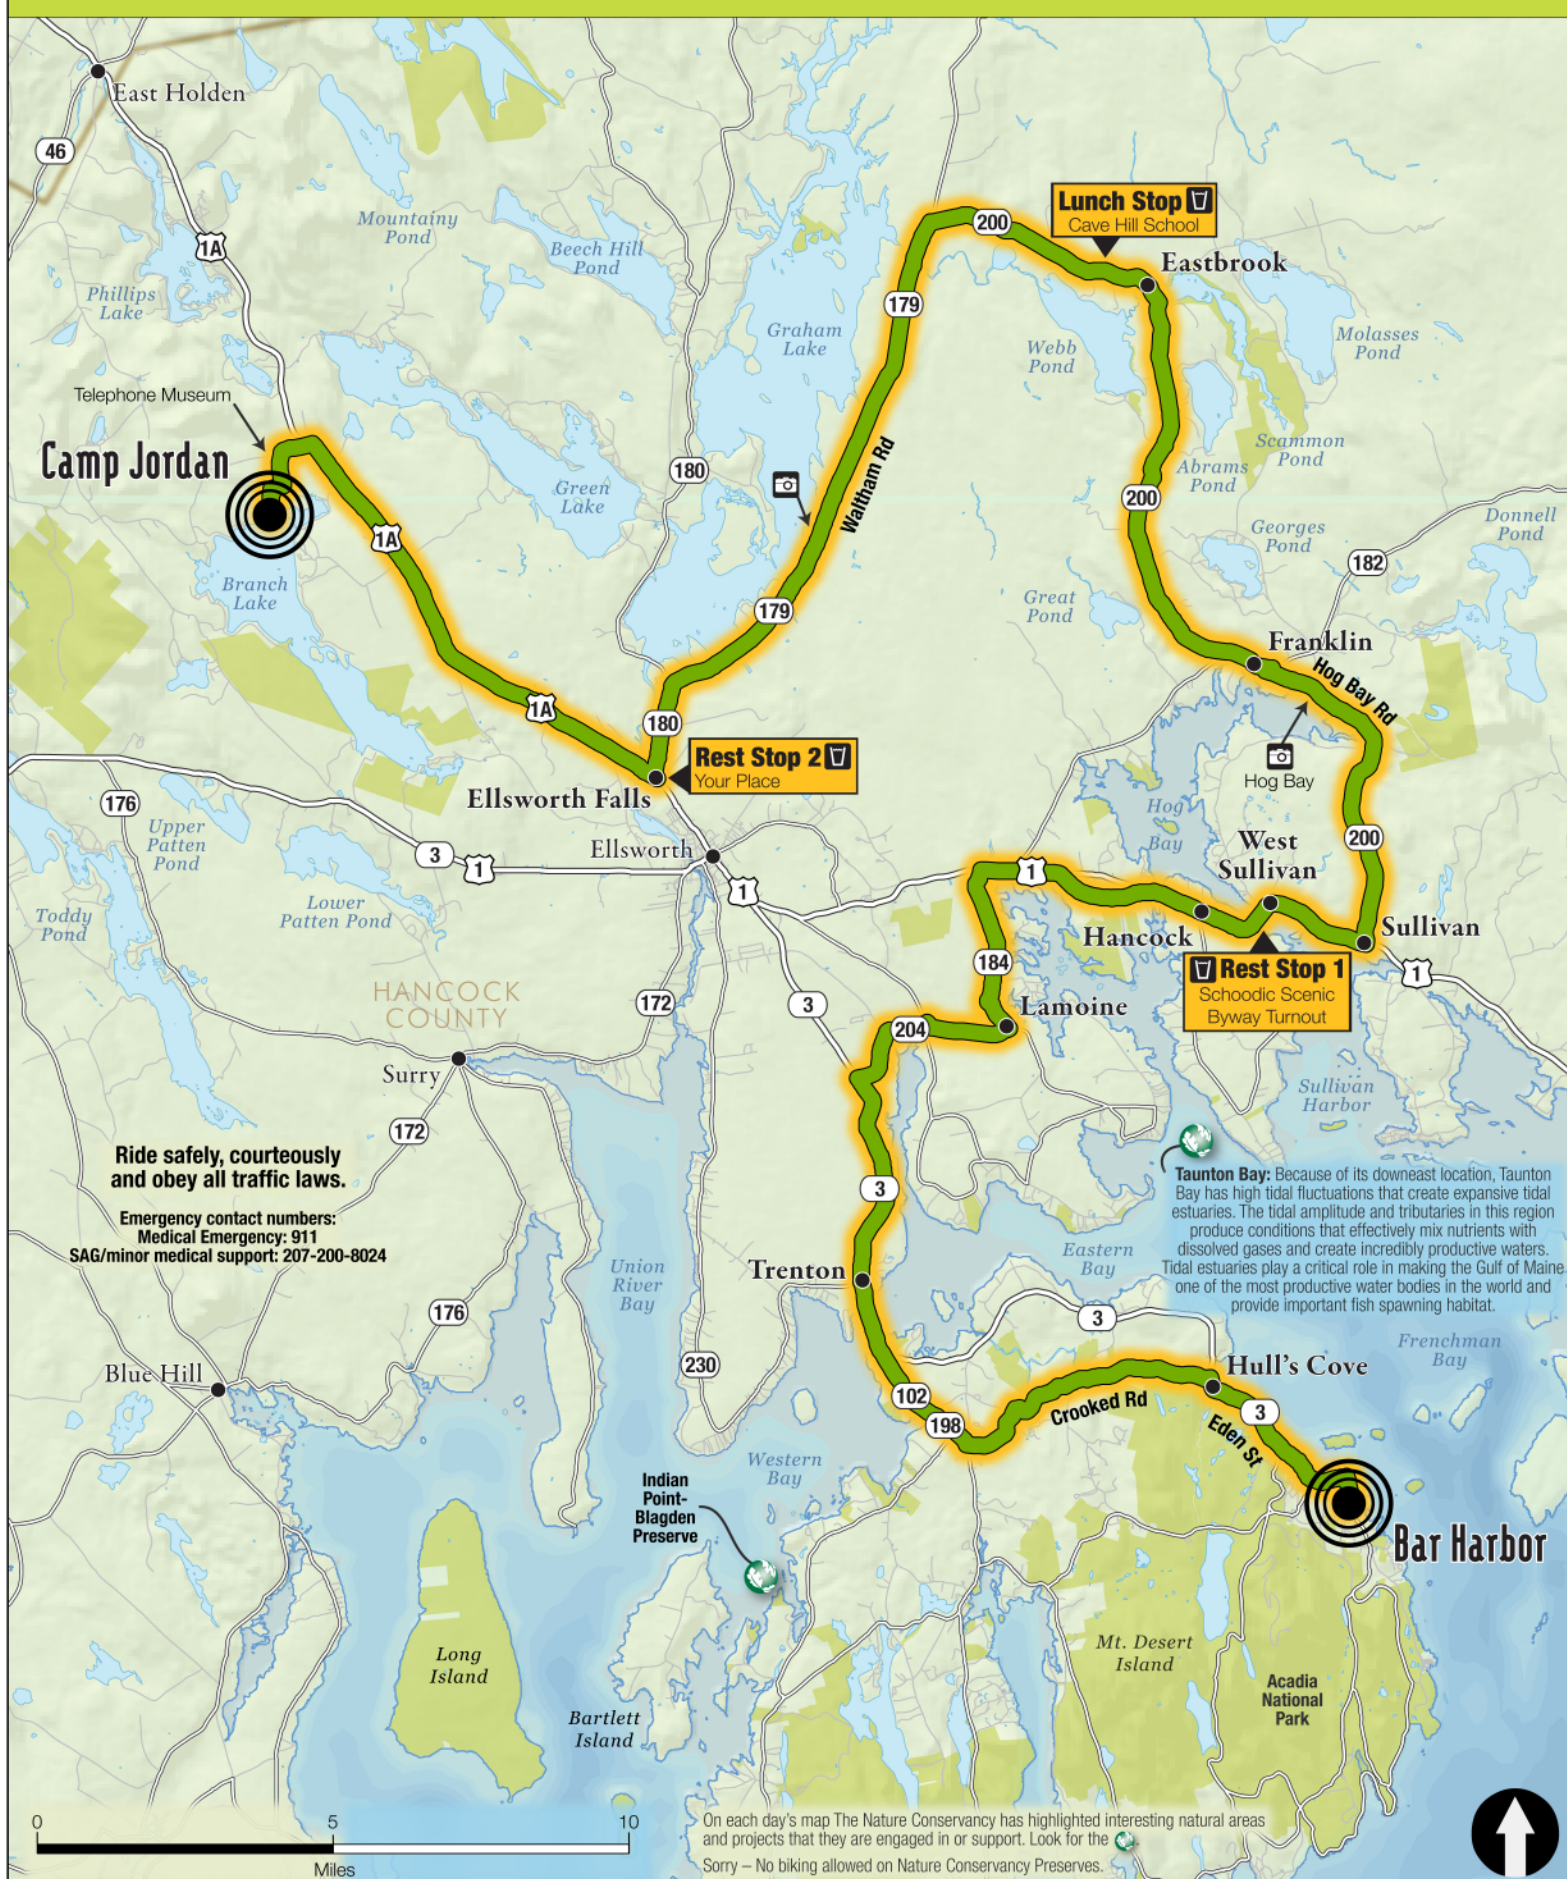 East Holden
46
1A
Mountainy
Pond
Beech Hill
Pond
Phillips
Lake
Graham
Lake
179
200
Lunch Stop
Cave Hill School
Eastbrook
Webb
Pond
Molasses
Pond
Telephone Museum
Camp Jordan
Green
Lake
180
Waltham Rd
Scammon
Pond
Abrams
Pond
200
1A
Branch
Lake
Georges
Pond
Donnell
Pond
182
Great
Pond
179
Franklin
Hog Bay Rd
1A
180
Rest Stop 2
Your Place
Ellsworth Falls
Hog Bay
Hog
Bay
200
176
Upper
Patten
Pond
3
1
Ellsworth
1
1
West
Sullivan
Toddy
Pond
Lower
Patten Pond
Hancock
Sullivan
1
184
Rest Stop 1
Schoodic Scenic
Byway Turnout
HANCOCK
COUNTY
172
3
204
Lamoine
Surry
Sullivan
Harbor
172
Ride safely, courteously
and obey all traffic laws.
Emergency contact numbers:
Medical Emergency: 911
SAG/minor medical support: 207-200-8024
3
Taunton Bay: Because of its downeast location, Taunton
Bay has high tidal fluctuations that create expansive tidal
estuaries. The tidal amplitude and tributaries in this region
produce conditions that effectively mix nutrients with
dissolved gases and create incredibly productive waters.
Tidal estuaries play a critical role in making the Gulf of Maine
one of the most productive water bodies in the world and
provide important fish spawning habitat.
Union
River
Bay
Trenton
Eastern
Bay
176
3
Frenchman
Bay
Blue Hill
230
Hull's Cove
102
198
Crooked Rd
3
Eden St
Western
Bay
Indian
Point-
Blagden
Preserve
Bar Harbor
Long
Island
Mt. Desert
Island
Acadia
National
Park
Bartlett
Island
0
5
10
Miles
On each day's map The Nature Conservancy has highlighted interesting natural areas
and projects that they are engaged in or support. Look for the
Sorry – No biking allowed on Nature Conservancy Preserves.